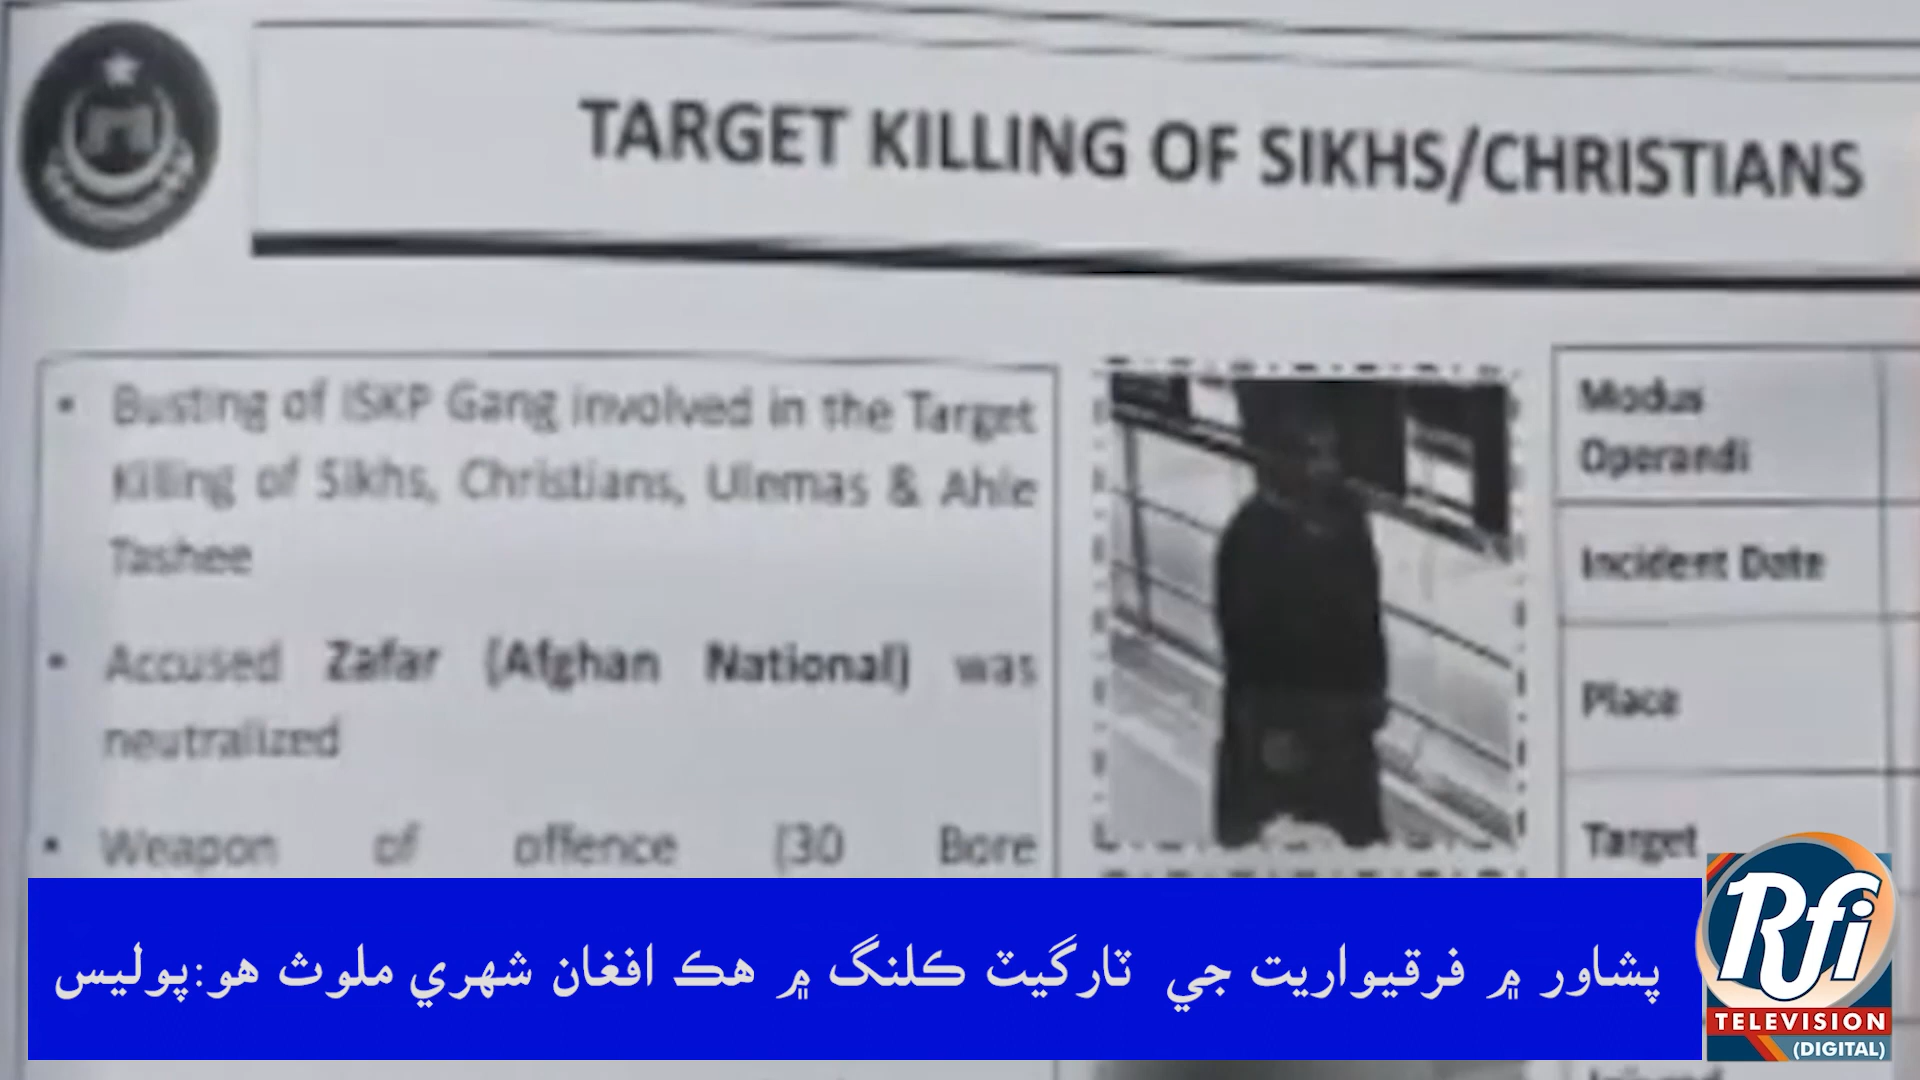 TARGET KILLING OF SIKHS/CHRISTIANS
• Busting of ISKP Gang involved in the Target
Killing of Sikhs, Christians, Ulemas & Ahle
Tashee
• Accused Zafar (Afghan National) was
neutralized
• Weapon of offence (30 Bore
Modus
Operandi
Incident Date
Place
Target
پشاور ۾ فرقيواريت جي ٽارگيٽ ڪلنگ ۾ هڪ افغان شهري ملوث هو:پوليس
Rfi
TELEVISION
(DIGITAL)